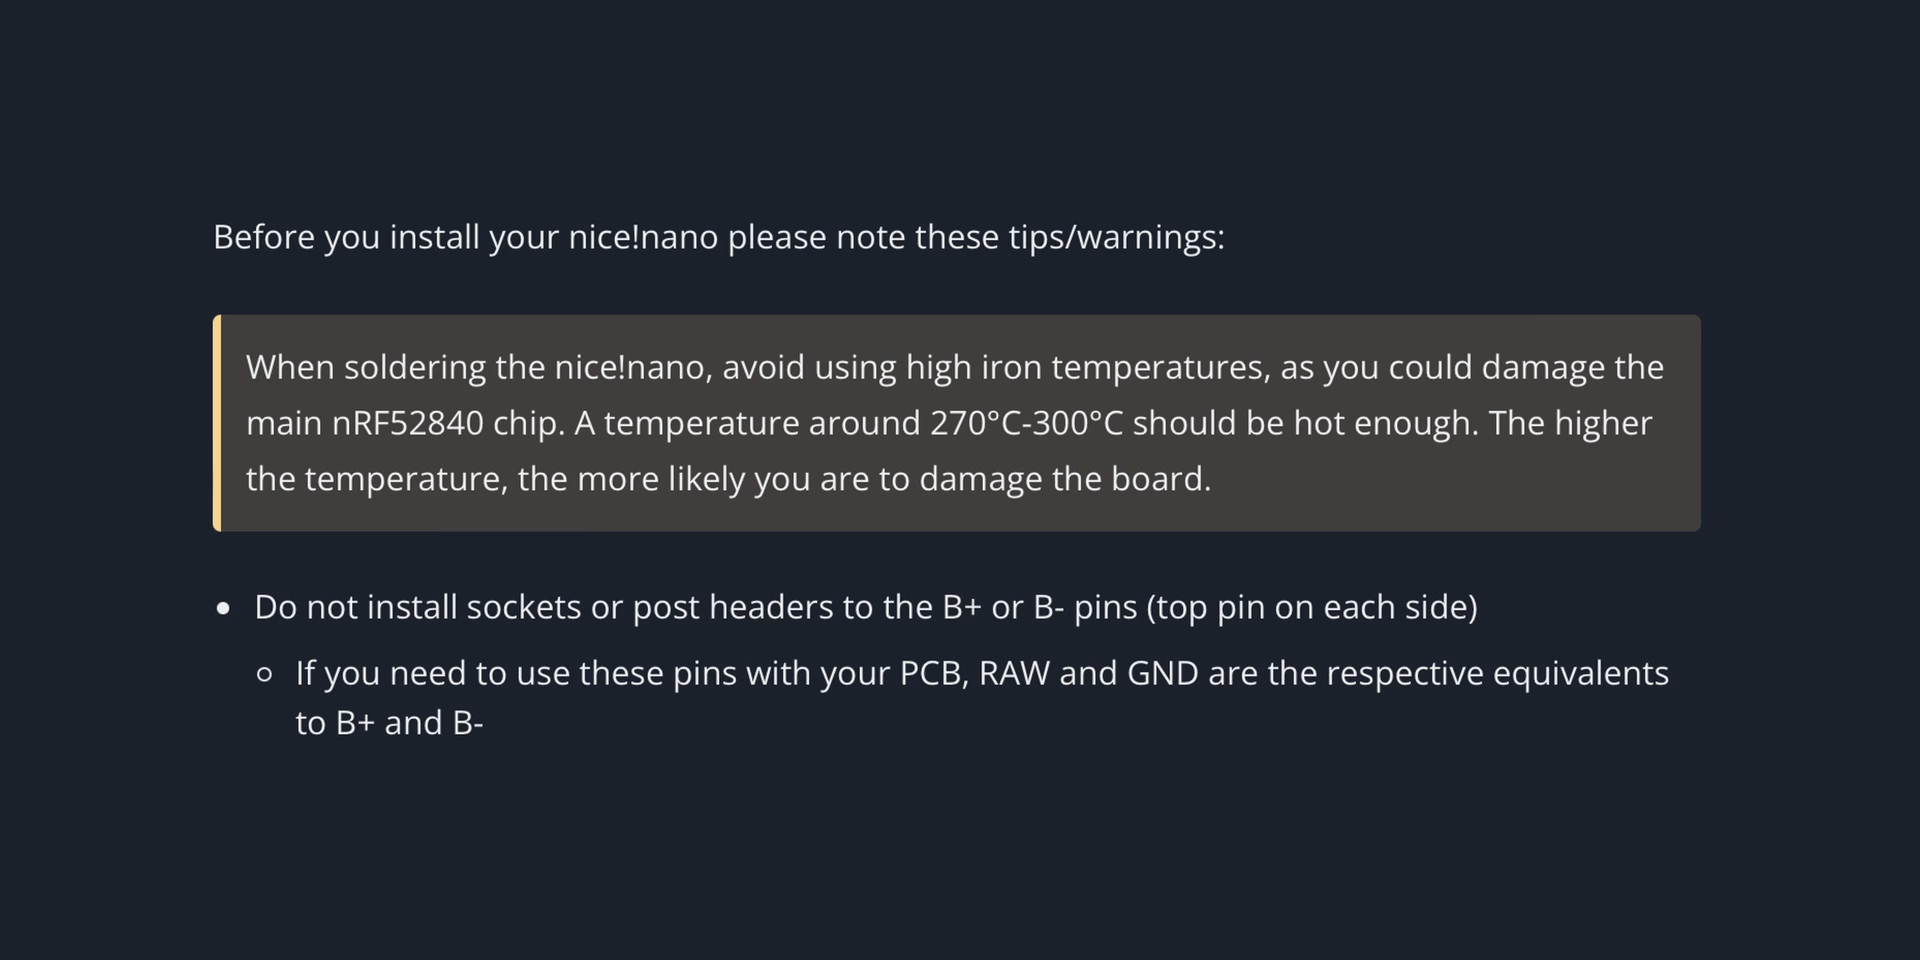 Before you install your nice!nano please note these tips/warnings:
When soldering the nice!nano, avoid using high iron temperatures, as you could damage the
main nRF52840 chip. A temperature around 270°C-300°C should be hot enough. The higher
the temperature, the more likely you are to damage the board.
• Do not install sockets or post headers to the B+ or B- pins (top pin on each side)
◦ If you need to use these pins with your PCB, RAW and GND are the respective equivalents
to B+ and B-